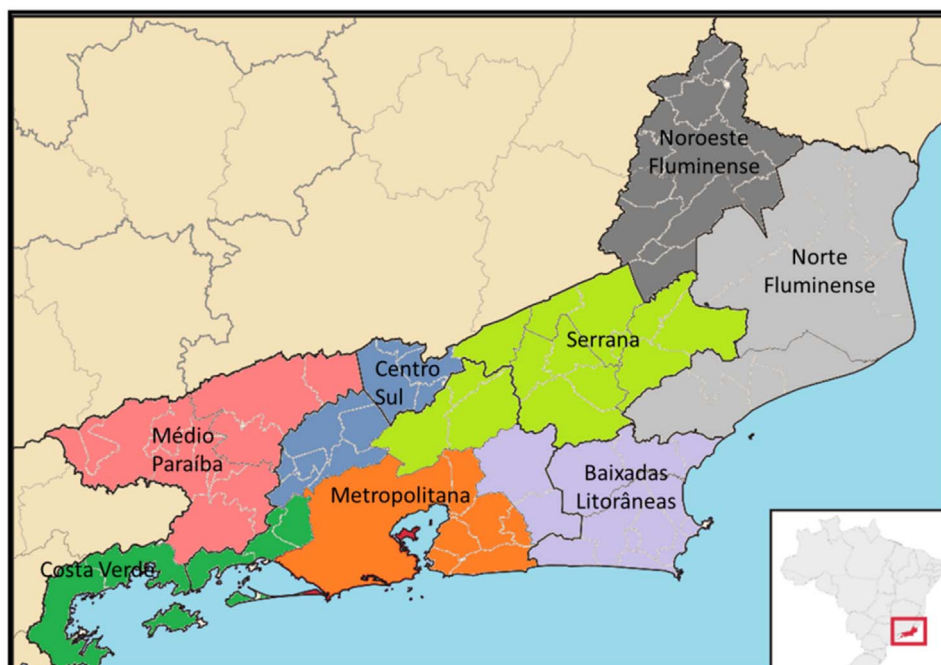 Noroeste
Fluminense
Norte
Fluminense
Serrana
Centro
Sul
Médio
Paraíba
Baixadas
Litorâneas
Metropolitana
Costa Verde